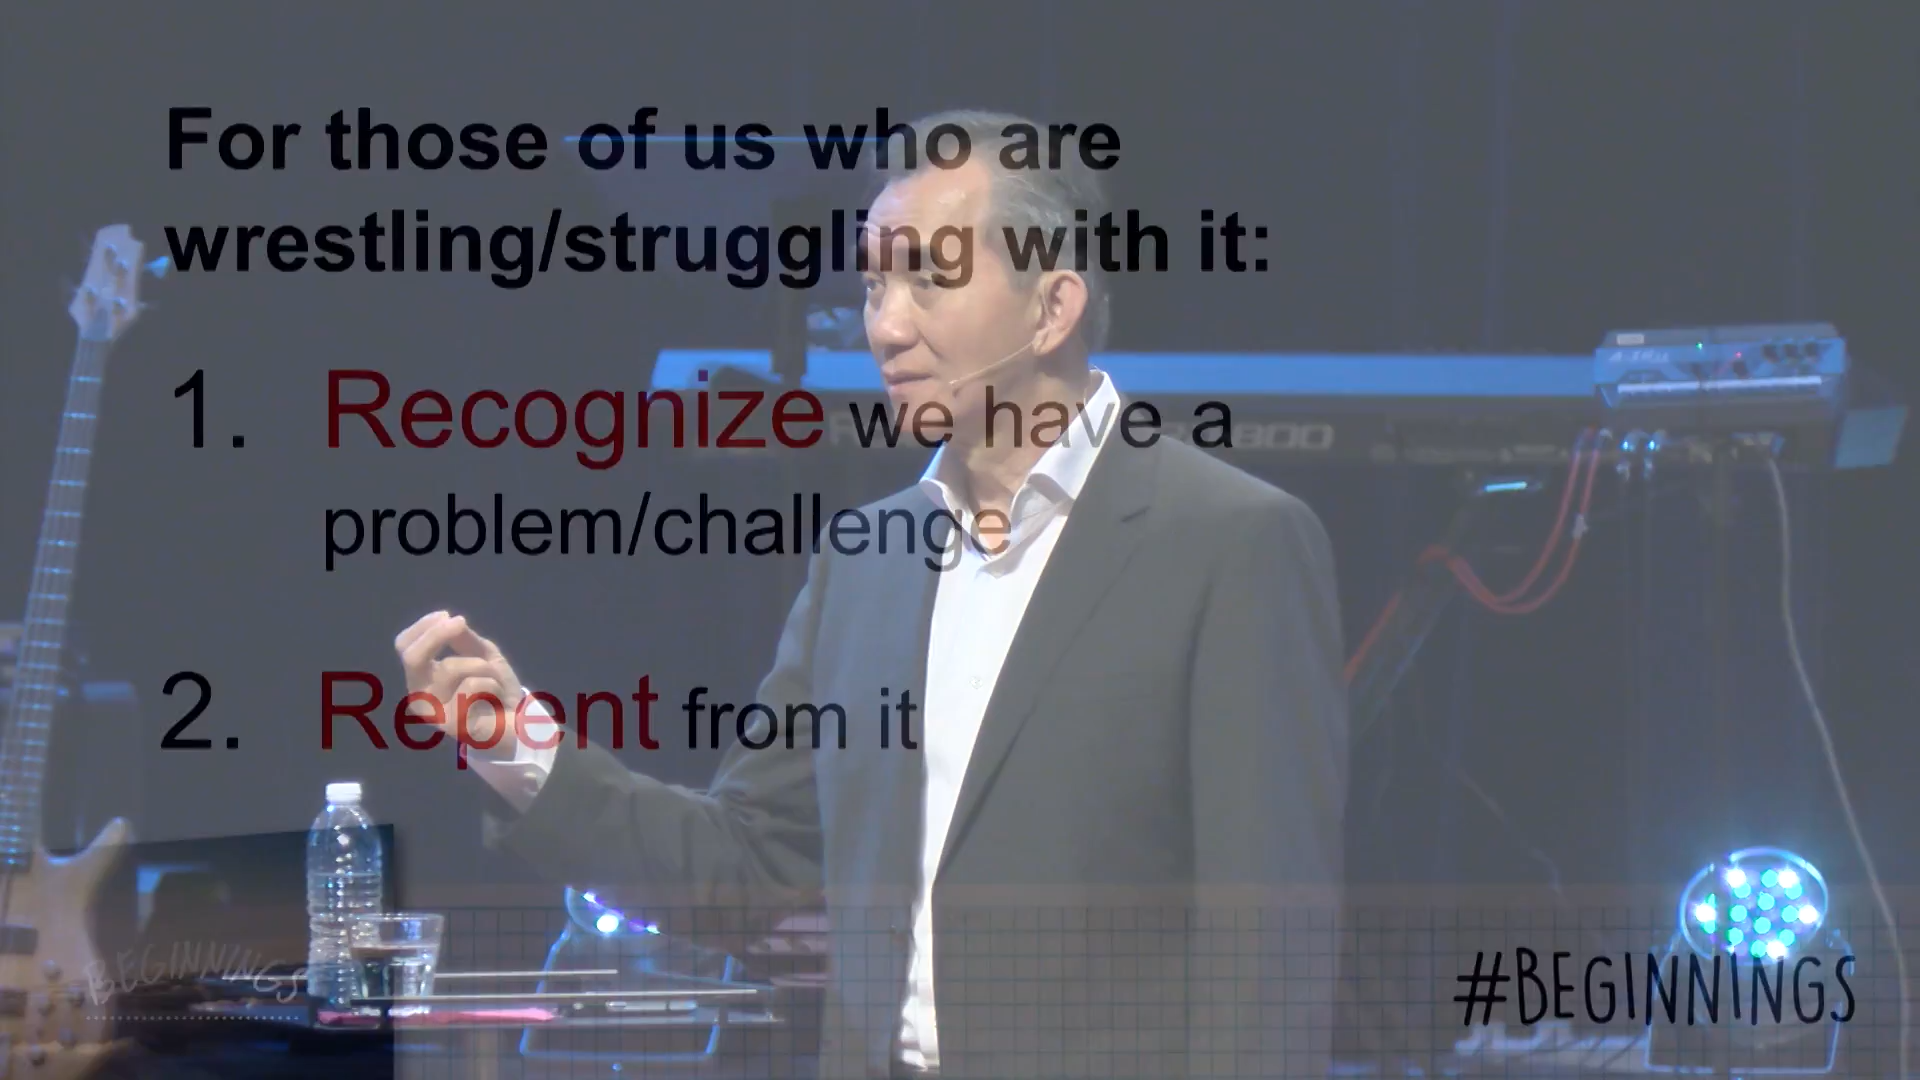 For those of us who are
wrestling/struggling with it:
1. Recognize we have a
problem/challenge
2. Repent from it
BEGINNINGS
#BEGINNINGS